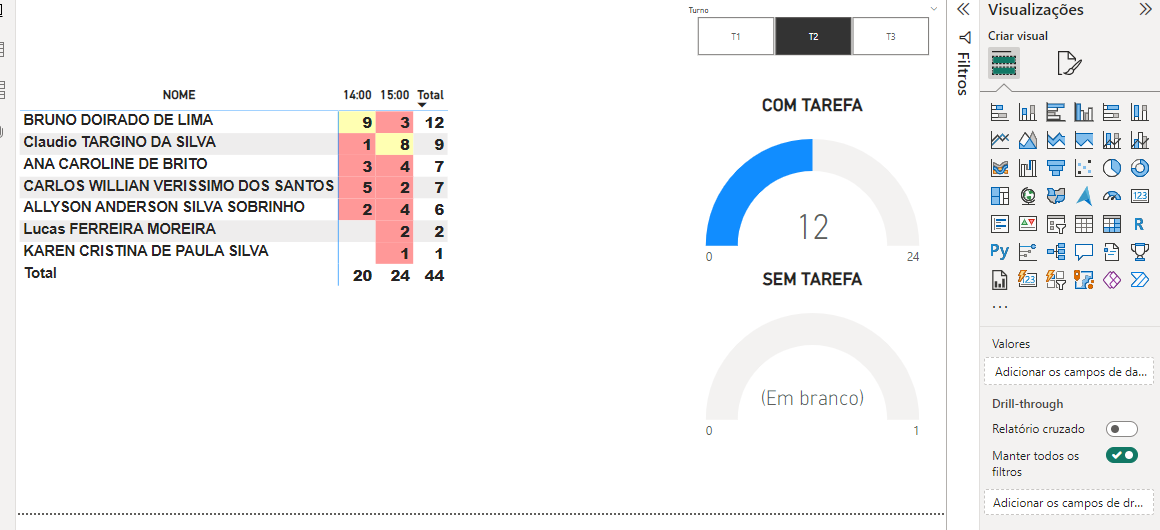 Turno
T1 T2 T3
NOME 14:00 15:00 Total
BRUNO DOIRADO DE LIMA 9 3 12
Claudio TARGINO DA SILVA 1 8 9
ANA CAROLINE DE BRITO 3 4 7
CARLOS WILLIAN VERISSIMO DOS SANTOS 5 2 7
ALLYSON ANDERSON SILVA SOBRINHO 2 4 6
Lucas FERREIRA MOREIRA 2 2
KAREN CRISTINA DE PAULA SILVA 1 1
Total 20 24 44
COM TAREFA
12
0 24
SEM TAREFA
(Em branco)
0 1
Filtros
Visualizações
Criar visual
123
R
Py
123
...
Valores
Adicionar os campos de da...
Drill-through
Relatório cruzado
Manter todos os
filtros
Adicionar os campos de dr...